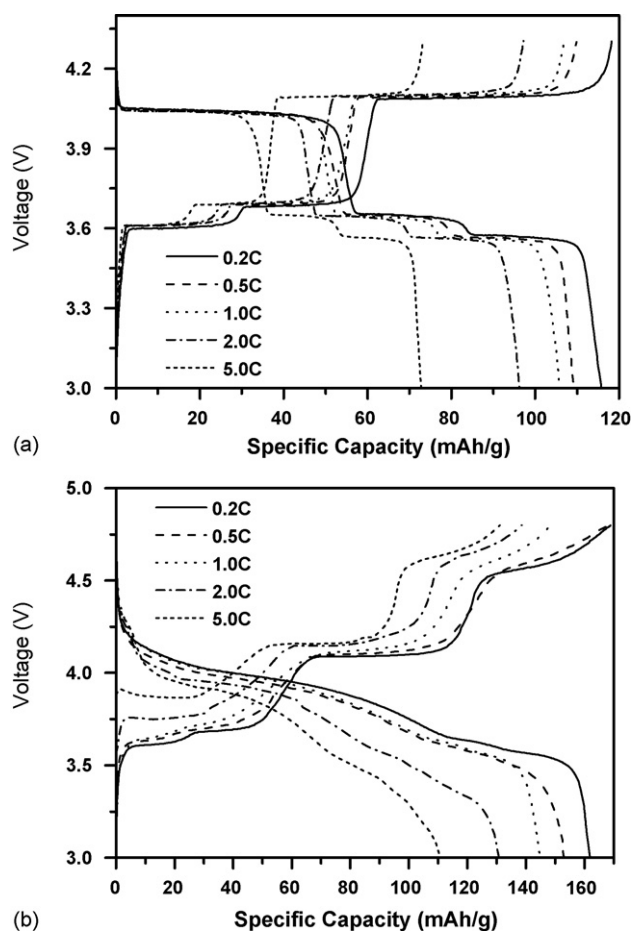 4.2
3.9
3.6
3.3
3.0
Voltage (V)
0.2C
0.5C
1.0C
2.0C
5.0C
0 20 40 60 80 100 120
(a)
Specific Capacity (mAh/g)
5.0
4.5
4.0
3.5
3.0
Voltage (V)
0.2C
0.5C
1.0C
2.0C
5.0C
0 20 40 60 80 100 120 140 160
(b)
Specific Capacity (mAh/g)